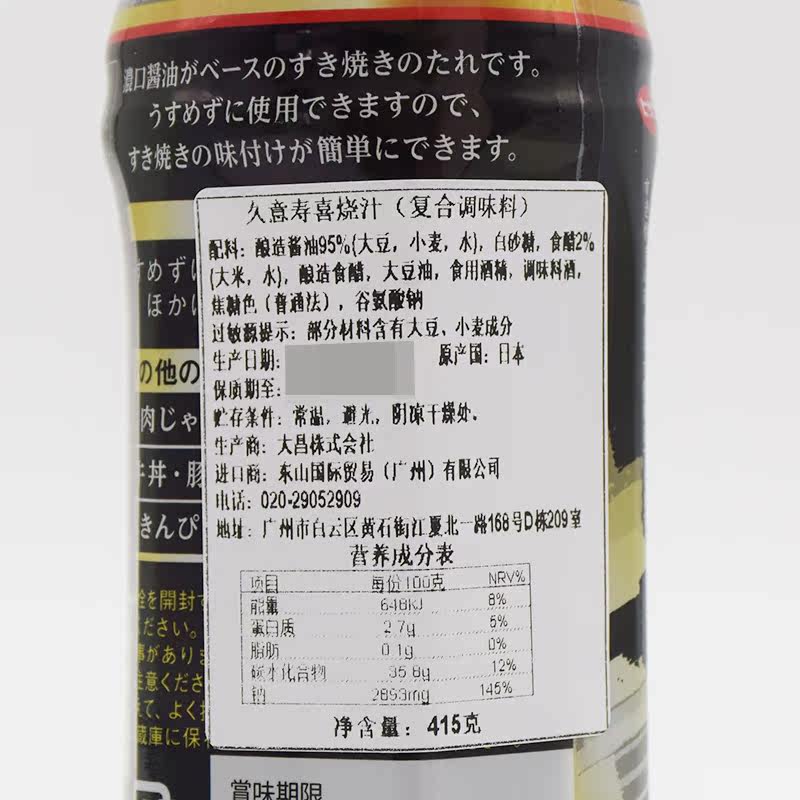 濃口醤油がベースのすき焼きのたれです。
うすめずに使用できますので、
すき焼きの味付けが簡単にできます。
久意寿喜烧汁（复合调味料）
配料：酿造酱油95%(大豆，小麦，水)，白砂糖，食醋2%
(大米，水)，酿造食醋，大豆油，食用酒精，调味料酒，
焦糖色（普通法），谷氨酸钠
过敏源提示：部分材料含有大豆，小麦成分
生产日期： 原产国：日本
保质期至：
贮存条件：常温，避光，阴凉干燥处。
生产商：大昌株式会社
进口商：东山国际贸易（广州）有限公司
电话：020-29052909
地址：广州市白云区黄石街江夏北一路168号D栋209室
营养成分表
项目 每份100克 NRV%
能量 648KJ 8%
蛋白质 2.7g 5%
脂肪 0.1g 0%
碳水化合物 35.8g 12%
钠 2893mg 145%
净含量：415克
すめずに
ほかに
の他の
肉じゃ
牛丼・豚
きんぴ
栓を開封す
ださい。
事がありま
注意くださ
て、よく
蔵庫に保
賞味期限